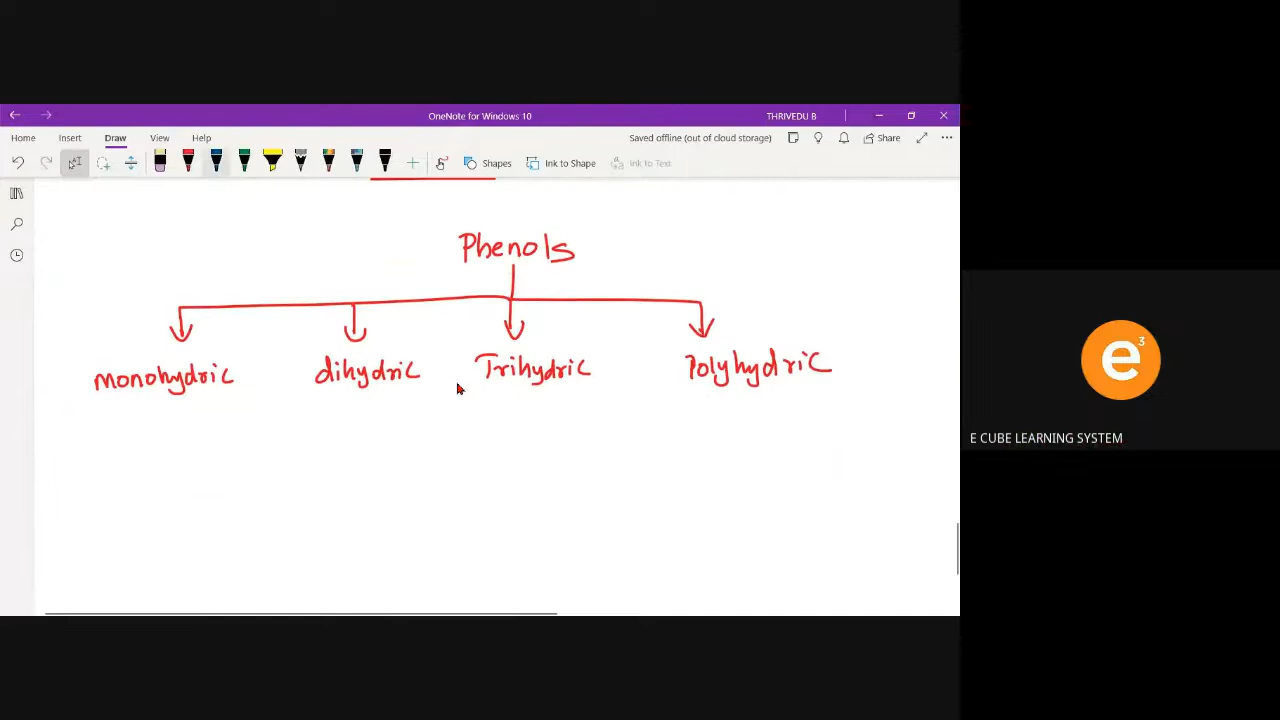 OneNote for Windows 10
THRIVEDU B
Home Insert Draw View Help
Saved offline (out of cloud storage)
Share
Shapes
Ink to Shape
Ink to Text
Phenols
monohydric dihydric Trihydric Polyhydric
e3
E CUBE LEARNING SYSTEM